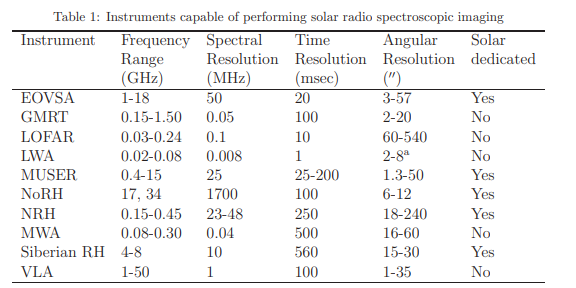 Table 1: Instruments capable of performing solar radio spectroscopic imaging
Instrument Frequency Spectral Time Angular Solar
Range Resolution Resolution Resolution dedicated
(GHz) (MHz) (msec) (″)
EOVSA 1-18 50 20 3-57 Yes
GMRT 0.15-1.50 0.05 100 2-20 No
LOFAR 0.03-0.24 0.1 10 60-540 No
LWA 0.02-0.08 0.008 1 2-8ᵃ No
MUSER 0.4-15 25 25-200 1.3-50 Yes
NoRH 17, 34 1700 100 6-12 Yes
NRH 0.15-0.45 23-48 250 18-240 Yes
MWA 0.08-0.30 0.04 500 16-60 No
Siberian RH 4-8 10 560 15-30 Yes
VLA 1-50 1 100 1-35 No